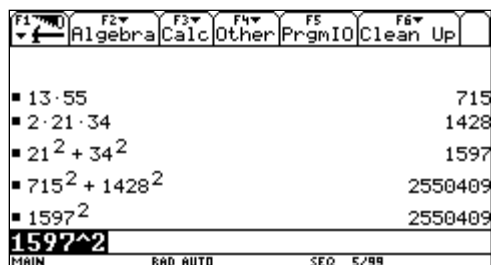 F1 F2 F3 F4 F5 F6
Algebra Calc Other PrgmIO Clean Up
13·55 715
2·21·34 1428
21² + 34² 1597
715² + 1428² 2550409
1597² 2550409
1597^2
MAIN RAD AUTO SEQ 5/99